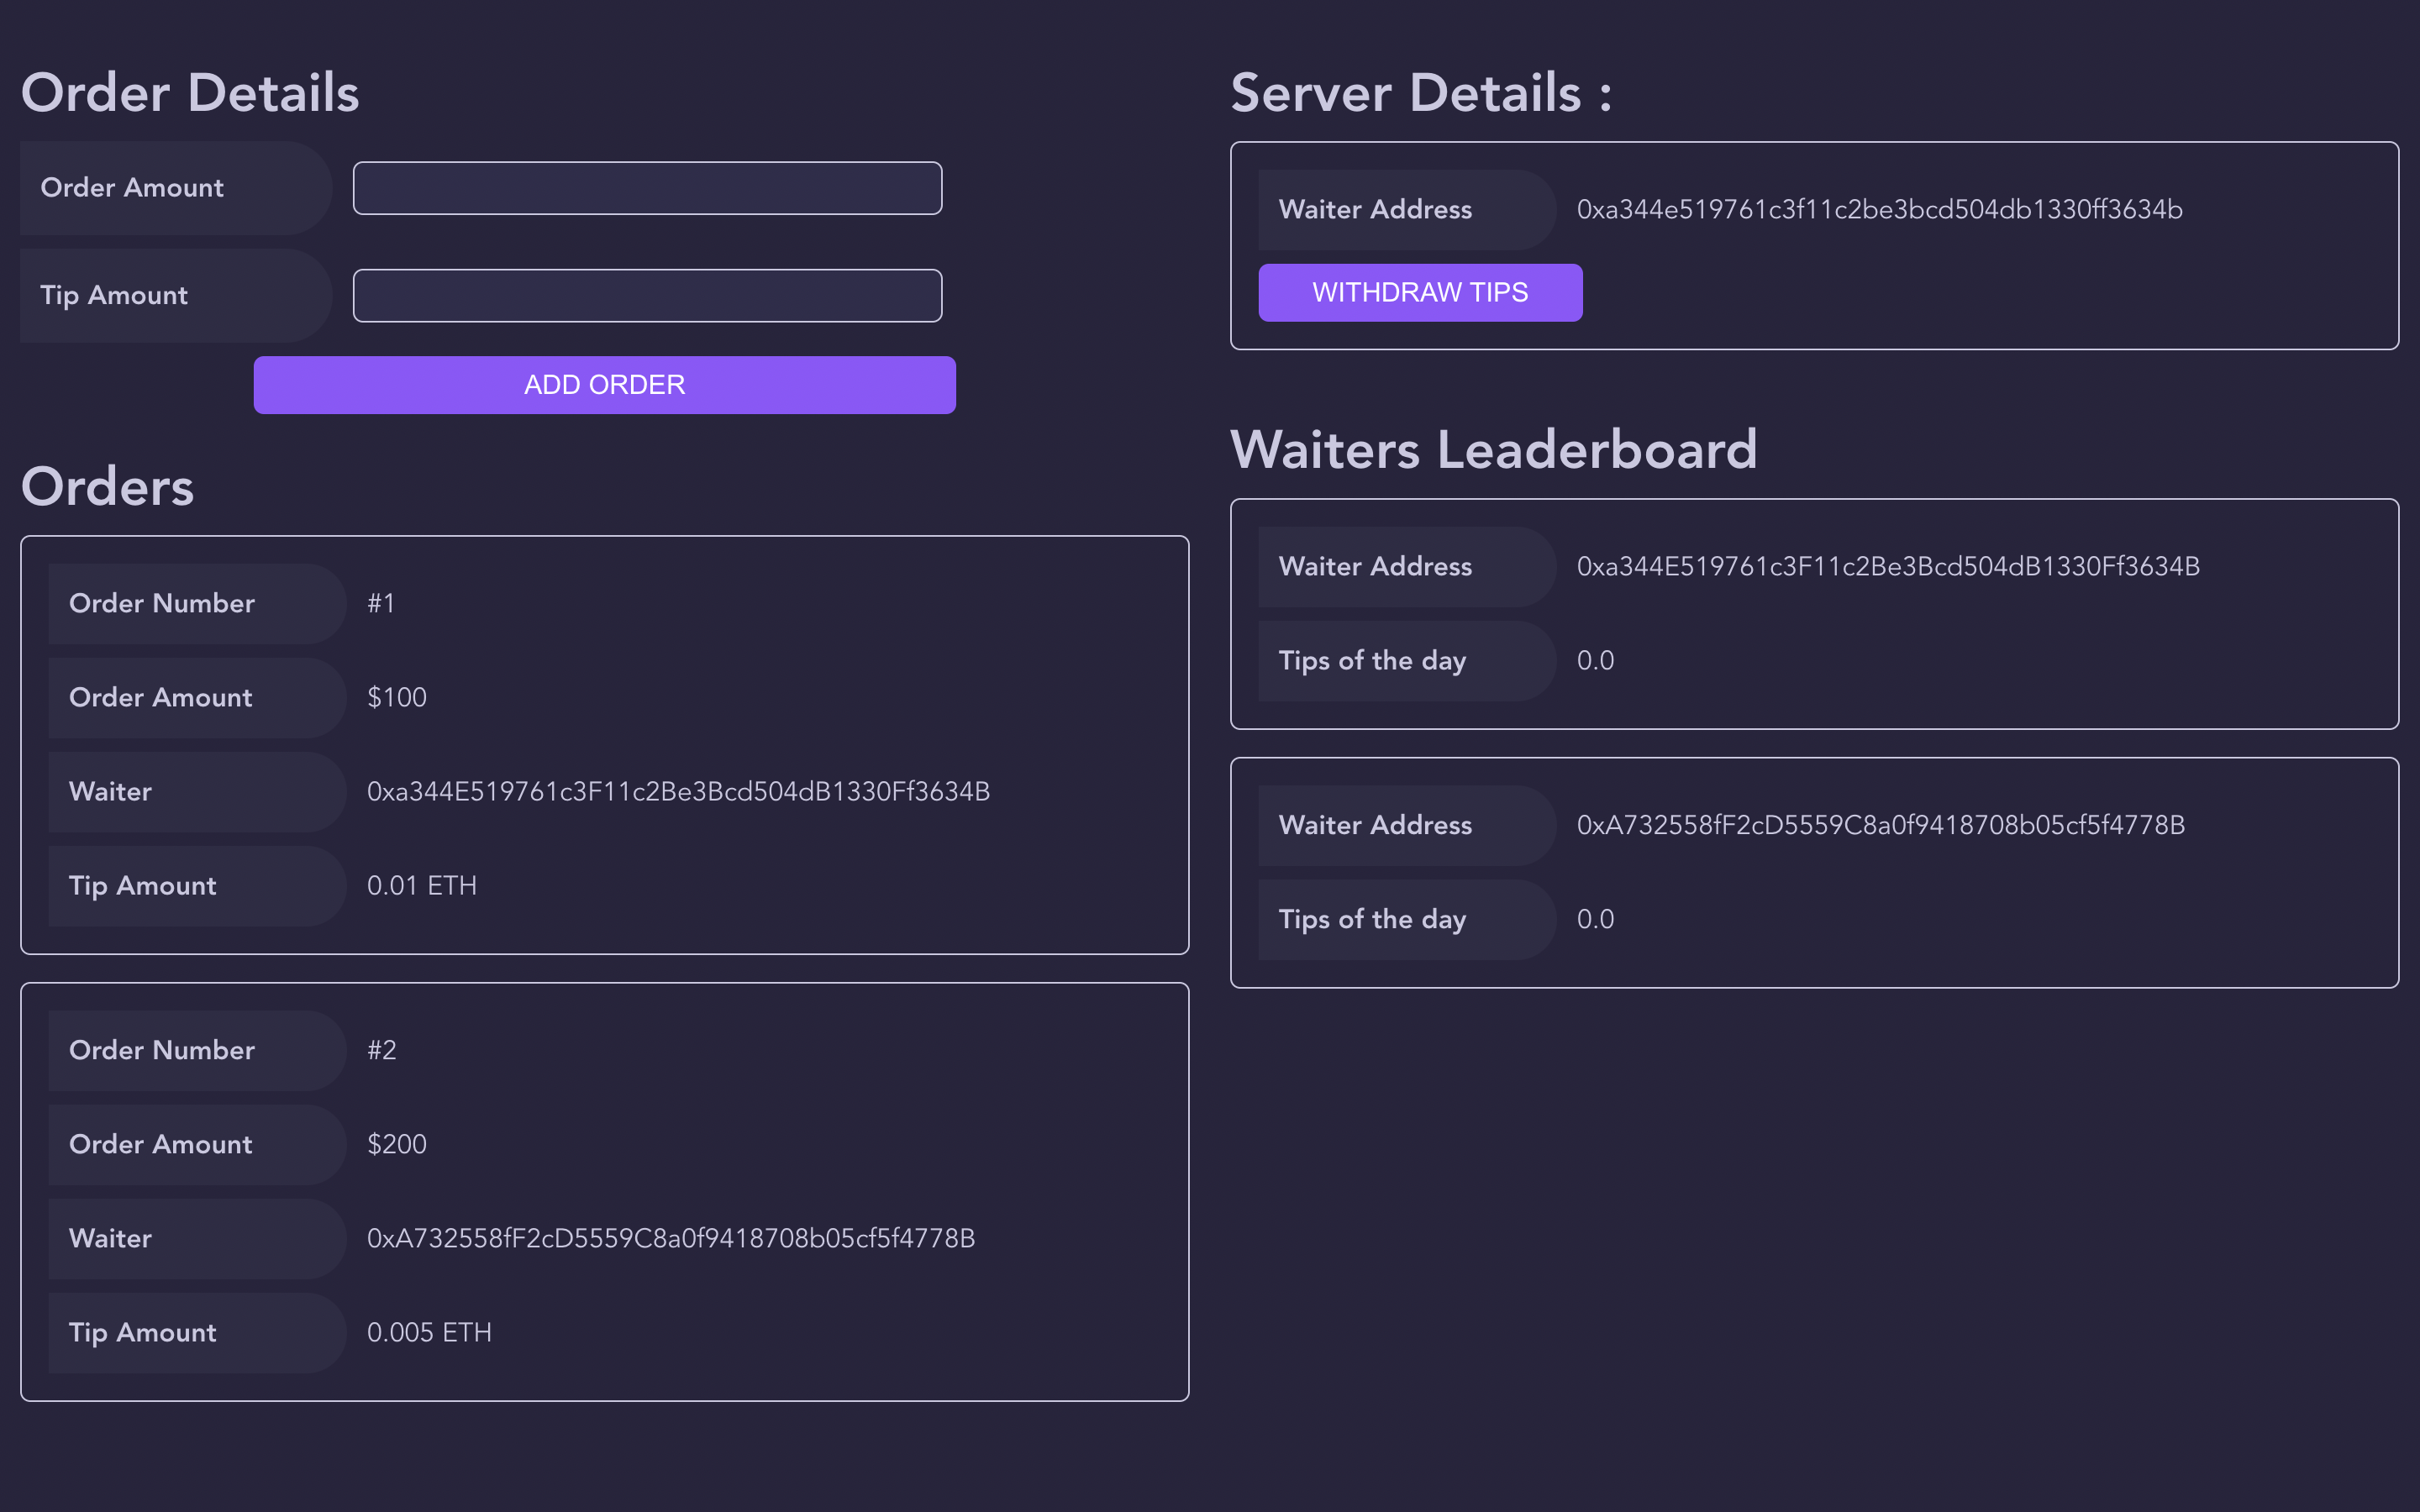 Order Details
Order Amount
Tip Amount
ADD ORDER
Orders
Order Number #1
Order Amount $100
Waiter 0xa344E519761c3F11c2Be3Bcd504dB1330Ff3634B
Tip Amount 0.01 ETH
Order Number #2
Order Amount $200
Waiter 0xA732558fF2cD5559C8a0f9418708b05cf5f4778B
Tip Amount 0.005 ETH
Server Details :
Waiter Address 0xa344e519761c3f11c2be3bcd504db1330ff3634b
WITHDRAW TIPS
Waiters Leaderboard
Waiter Address 0xa344E519761c3F11c2Be3Bcd504dB1330Ff3634B
Tips of the day 0.0
Waiter Address 0xA732558fF2cD5559C8a0f9418708b05cf5f4778B
Tips of the day 0.0